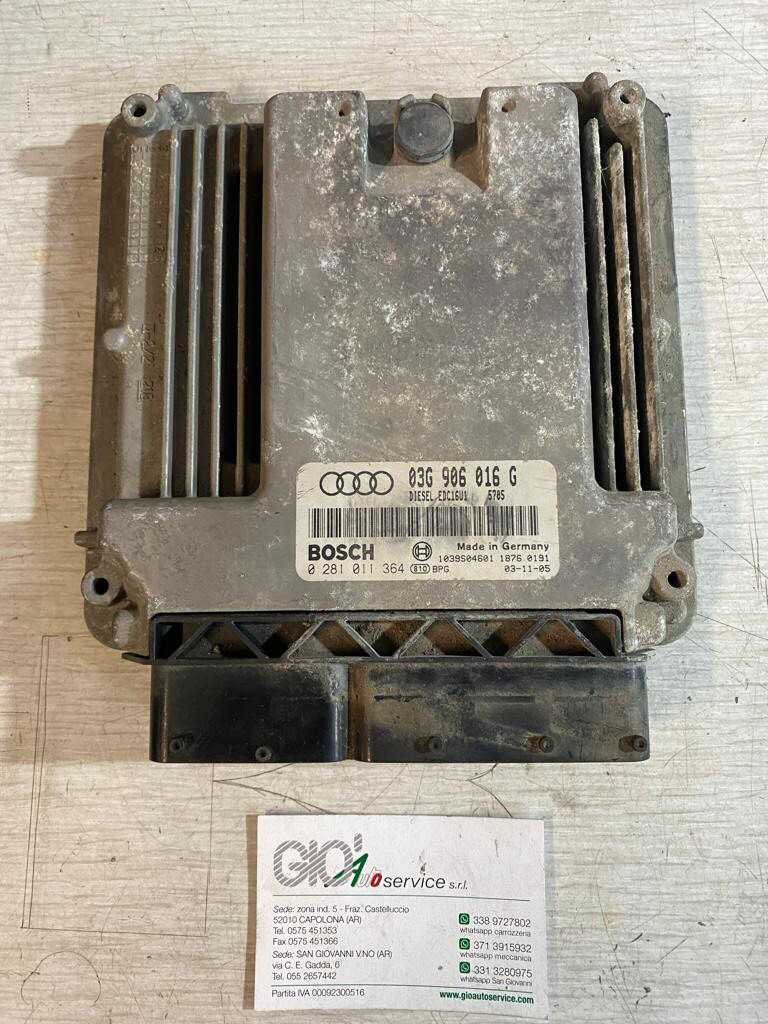 03G 906 016 G
DIESEL EDC16U1 5705
BOSCH
Made in Germany
1039S04601 1876 0191
0 281 011 364 810 BPG 03-11-05
GIO'
Autoservice s.r.l.
Sede: zona ind. 5 - Fraz. Castelluccio
52010 CAPOLONA (AR)
Tel. 0575 451353
Fax 0575 451366
Sede: SAN GIOVANNI V.NO (AR)
via C. E. Gadda, 6
Tel. 055 2657442
Partita IVA 00092300516
338 9727802
whatsapp carrozzeria
371 3915932
whatsapp meccanica
331 3280975
whatsapp San Giovanni
www.gioautoservice.com